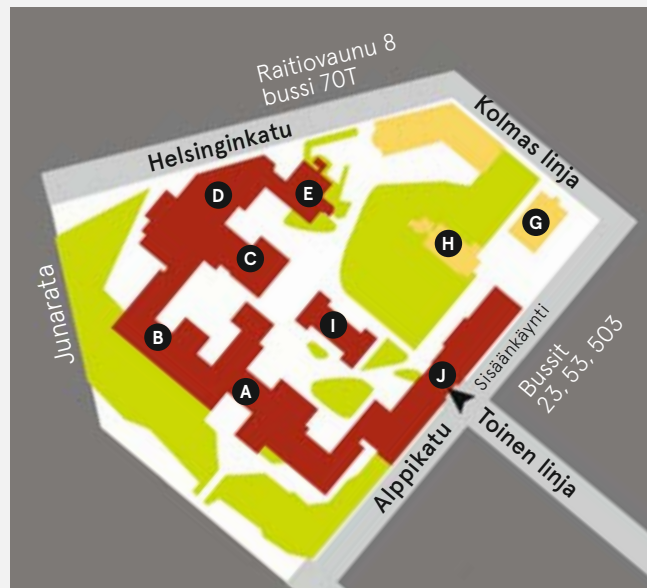 Raitiovaunu 8
bussi 70T
Helsinginkatu
Kolmas linja
D
E
G
H
C
Junarata
I
B
J
Sisäänkäynti
Bussit
23, 53, 503
A
Alppikatu
Toinen linja